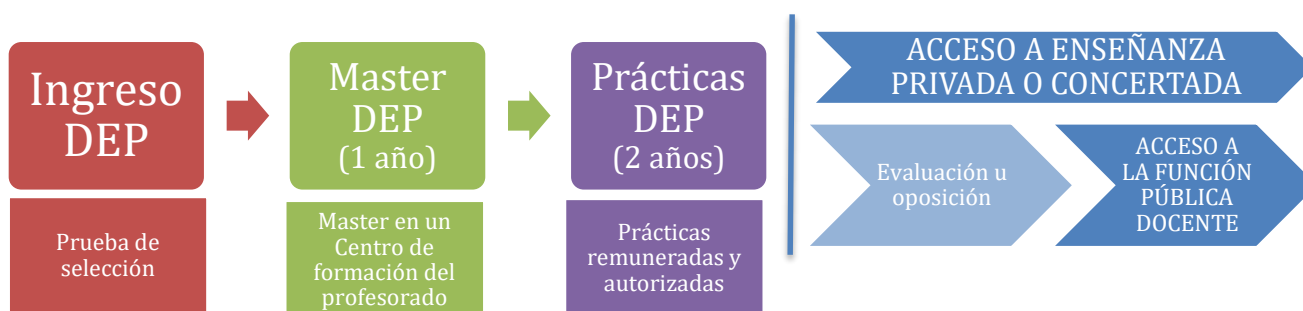 Ingreso
DEP
Prueba de
selección
Master
DEP
(1 año)
Master en un
Centro de
formación del
profesorado
Prácticas
DEP
(2 años)
Prácticas
remuneradas y
autorizadas
ACCESO A ENSEÑANZA
PRIVADA O CONCERTADA
Evaluación u
oposición
ACCESO A
LA FUNCIÓN
PÚBLICA
DOCENTE